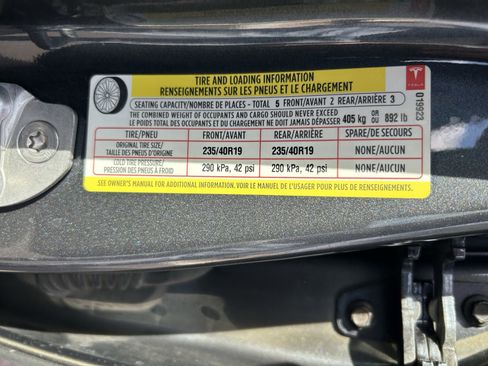 TIRE AND LOADING INFORMATION
RENSEIGNEMENTS SUR LES PNEUS ET LE CHARGEMENT
SEATING CAPACITY/NOMBRE DE PLACES - TOTAL 5 FRONT/AVANT 2 REAR/ARRIÈRE 3
THE COMBINED WEIGHT OF OCCUPANTS AND CARGO SHOULD NEVER EXCEED
LE POIDS TOTAL DES OCCUPANTS ET DU CHARGEMENT NE DOIT JAMAIS DÉPASSER 405 kg OR OU 892 lb
TIRE/PNEU FRONT/AVANT REAR/ARRIÈRE SPARE/DE SECOURS
ORIGINAL TIRE SIZE/
TAILLE DES PNEUS D'ORIGINE 235/40R19 235/40R19 NONE/AUCUN
COLD TIRE PRESSURE/
PRESSION DES PNEUS À FROID 290 kPa, 42 psi 290 kPa, 42 psi NONE/AUCUN
SEE OWNER'S MANUAL FOR ADDITIONAL INFORMATION. VOIR LE MANUEL DE L'USAGER POUR PLUS DE RENSEIGNEMENTS.
TESLA
019923